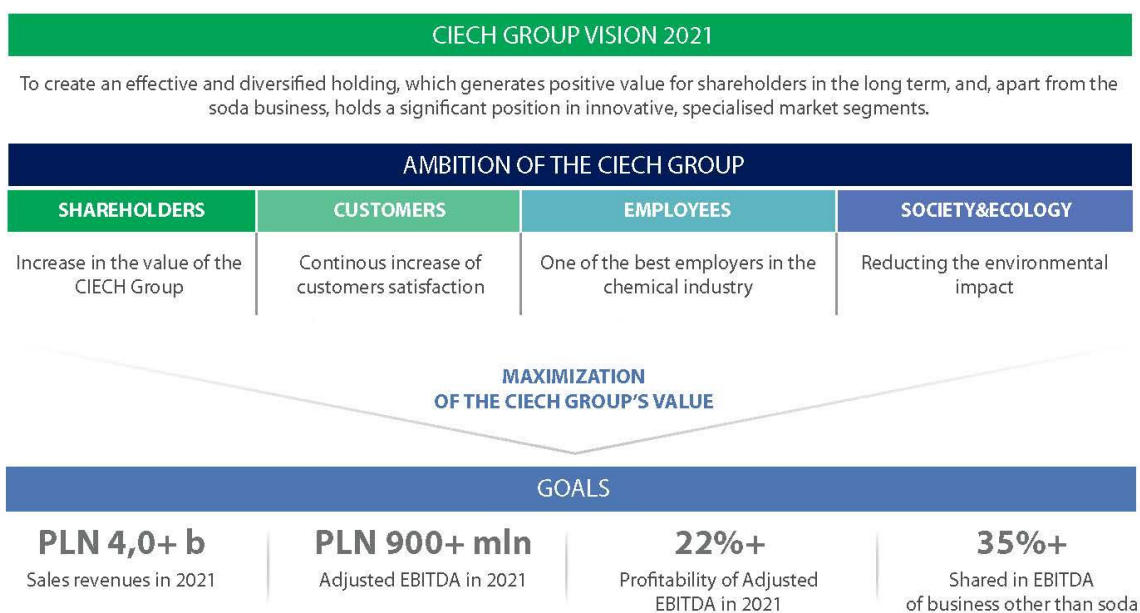 CIECH GROUP VISION 2021
To create an effective and diversified holding, which generates positive value for shareholders in the long term, and, apart from the
soda business, holds a significant position in innovative, specialised market segments.
AMBITION OF THE CIECH GROUP
SHAREHOLDERS
Increase in the value of the
CIECH Group
CUSTOMERS
Continous increase of
customers satisfaction
EMPLOYEES
One of the best employers in the
chemical industry
SOCIETY&ECOLOGY
Reducting the environmental
impact
MAXIMIZATION
OF THE CIECH GROUP'S VALUE
GOALS
PLN 4,0+ b
Sales revenues in 2021
PLN 900+ mln
Adjusted EBITDA in 2021
22%+
Profitability of Adjusted
EBITDA in 2021
35%+
Shared in EBITDA
of business other than soda